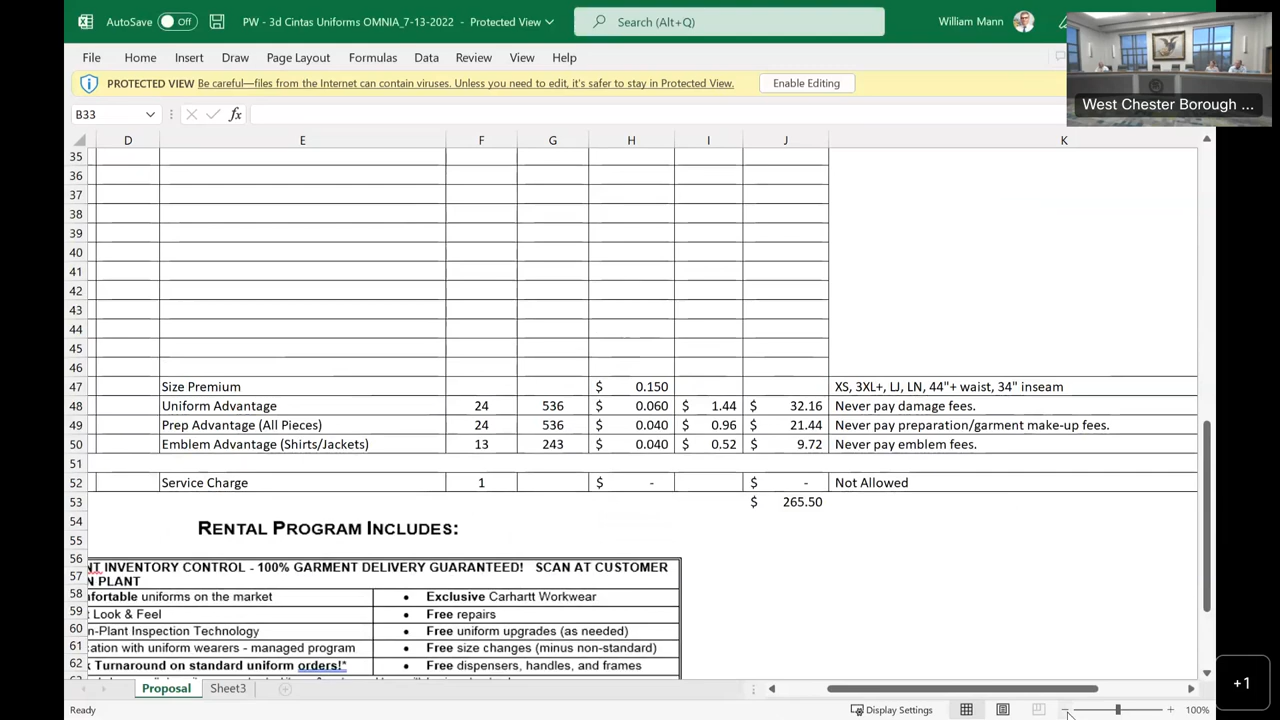 AutoSave Off PW - 3d Cintas Uniforms OMNIA_7-13-2022 - Protected View Search (Alt+Q) William Mann
File Home Insert Draw Page Layout Formulas Data Review View Help
PROTECTED VIEW Be careful—files from the Internet can contain viruses. Unless you need to edit, it's safer to stay in Protected View. Enable Editing
West Chester Borough ...
B33 fx
D E F G H I J K
35
36
37
38
39
40
41
42
43
44
45
46
47 Size Premium $ 0.150 XS, 3XL+, LJ, LN, 44"+ waist, 34" inseam
48 Uniform Advantage 24 536 $ 0.060 $ 1.44 $ 32.16 Never pay damage fees.
49 Prep Advantage (All Pieces) 24 536 $ 0.040 $ 0.96 $ 21.44 Never pay preparation/garment make-up fees.
50 Emblem Advantage (Shirts/Jackets) 13 243 $ 0.040 $ 0.52 $ 9.72 Never pay emblem fees.
51
52 Service Charge 1 $ - $ - Not Allowed
53 $ 265.50
54 RENTAL PROGRAM INCLUDES:
55
56 NT INVENTORY CONTROL - 100% GARMENT DELIVERY GUARANTEED! SCAN AT CUSTOMER
57 N PLANT
58 nfortable uniforms on the market • Exclusive Carhartt Workwear
59 t Look & Feel • Free repairs
60 n-Plant Inspection Technology • Free uniform upgrades (as needed)
61 cation with uniform wearers - managed program • Free size changes (minus non-standard)
62 k Turnaround on standard uniform orders!* • Free dispensers, handles, and frames
Proposal Sheet3
+1
Ready Display Settings 100%